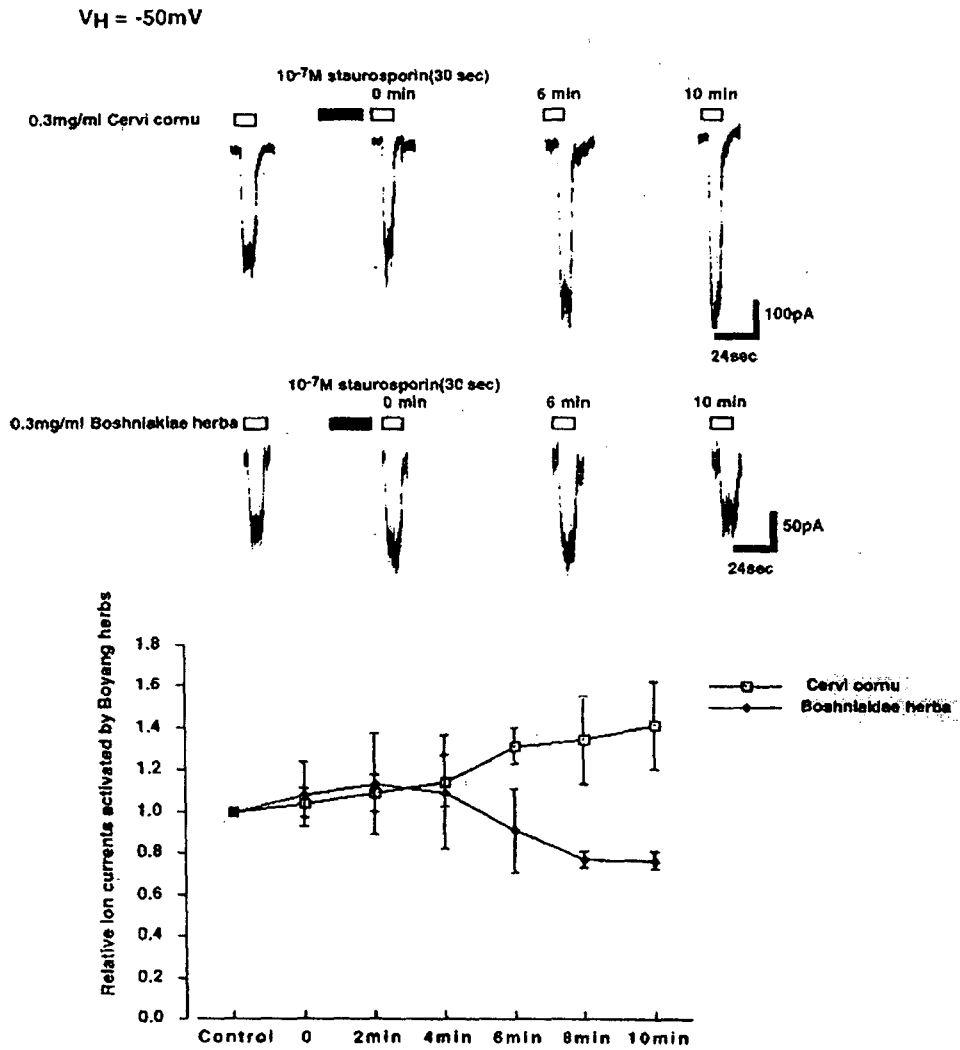 VH = -50mV
10-7M staurosporin(30 sec)
0 min 6 min 10 min
0.3mg/ml Cervi cornu
100pA
24sec
10-7M staurosporin(30 sec)
0 min 6 min 10 min
0.3mg/ml Boshniakiae herba
50pA
24sec
Relative ion currents activated by Boyang herbs
1.8
1.6
1.4
1.2
1.0
0.8
0.6
0.4
0.2
0.0
Control 0 2min 4min 6min 8min 10min
Cervi cornu
Boshniakiae herba